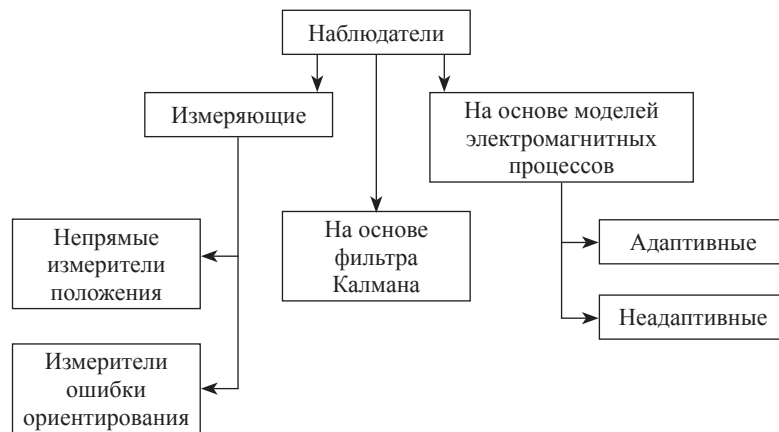 Наблюдатели
Измеряющие
На основе моделей
электромагнитных
процессов
Непрямые
измерители
положения
На основе
фильтра
Калмана
Адаптивные
Неадаптивные
Измерители
ошибки
ориентирования